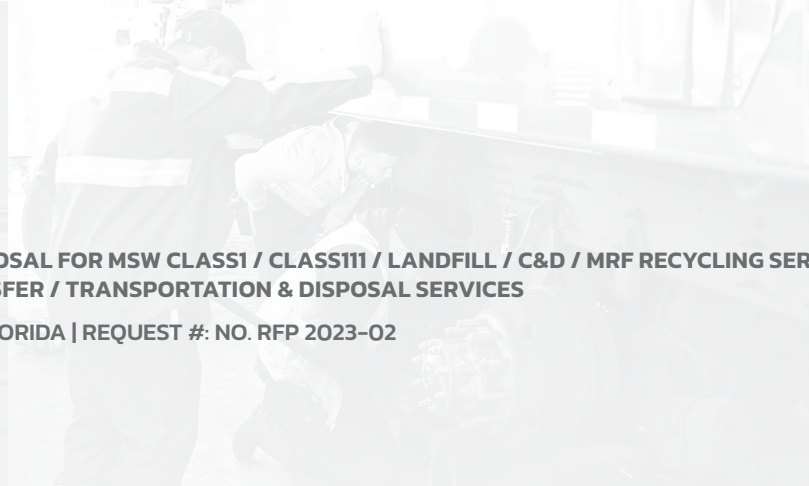 OSAL FOR MSW CLASS1 / CLASS111 / LANDFILL / C&D / MRF RECYCLING SER
SFER / TRANSPORTATION & DISPOSAL SERVICES
ORIDA | REQUEST #: NO. RFP 2023-02